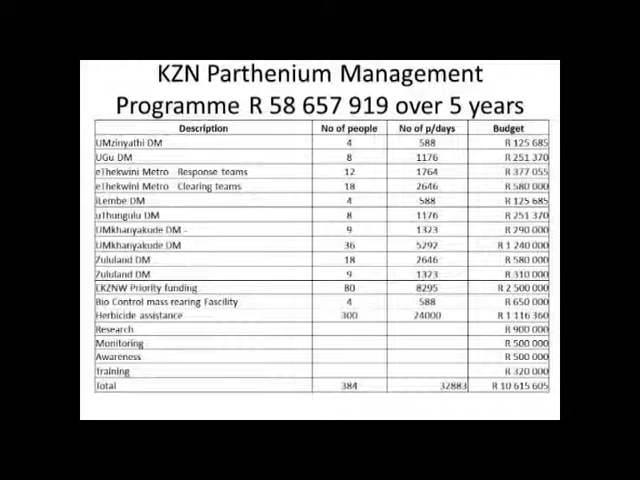 KZN Parthenium Management
Programme R 58 657 919 over 5 years
Description No of people No of p/days Budget
UMzinyathi DM 4 588 R 125 685
UGu DM 8 1176 R 251 370
eThekwini Metro Response teams 12 1764 R 377 055
eThekwini Metro Clearing teams 18 2646 R 580 000
iLembe DM 4 588 R 125 685
uThungulu DM 8 1176 R 251 370
UMkhanyakude DM - 9 1323 R 290 000
UMkhanyakude DM 36 5292 R 1 240 000
Zululand DM 18 2646 R 580 000
Zululand DM 9 1323 R 310 000
EKZNW Priority funding 80 8295 R 2 500 000
Bio Control mass rearing Fascility 4 588 R 650 000
Herbicide assistance 300 24000 R 1 116 360
Research R 900 000
Monitoring R 500 000
Awareness R 500 000
Training R 320 000
Total 384 32883 R 10 615 605